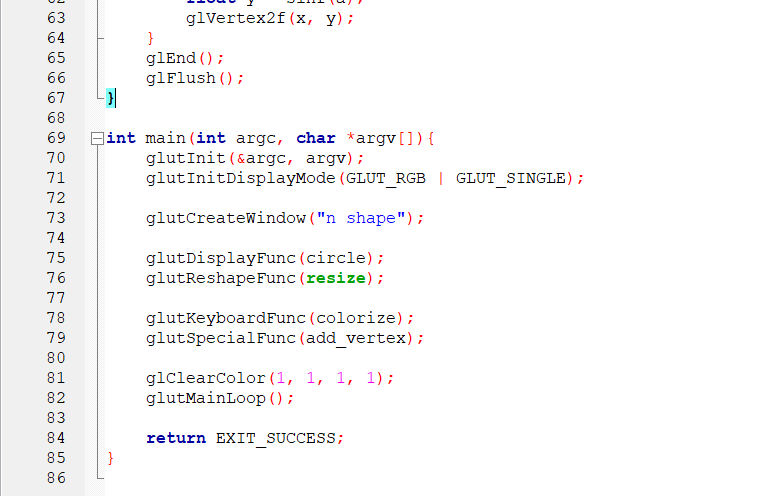 62 float y = sinf(a);
63 glVertex2f(x, y);
64 }
65 glEnd();
66 glFlush();
67 }
68
69 int main(int argc, char *argv[]){
70 glutInit(&argc, argv);
71 glutInitDisplayMode(GLUT_RGB | GLUT_SINGLE);
72
73 glutCreateWindow("n shape");
74
75 glutDisplayFunc(circle);
76 glutReshapeFunc(resize);
77
78 glutKeyboardFunc(colorize);
79 glutSpecialFunc(add_vertex);
80
81 glClearColor(1, 1, 1, 1);
82 glutMainLoop();
83
84 return EXIT_SUCCESS;
85 }
86